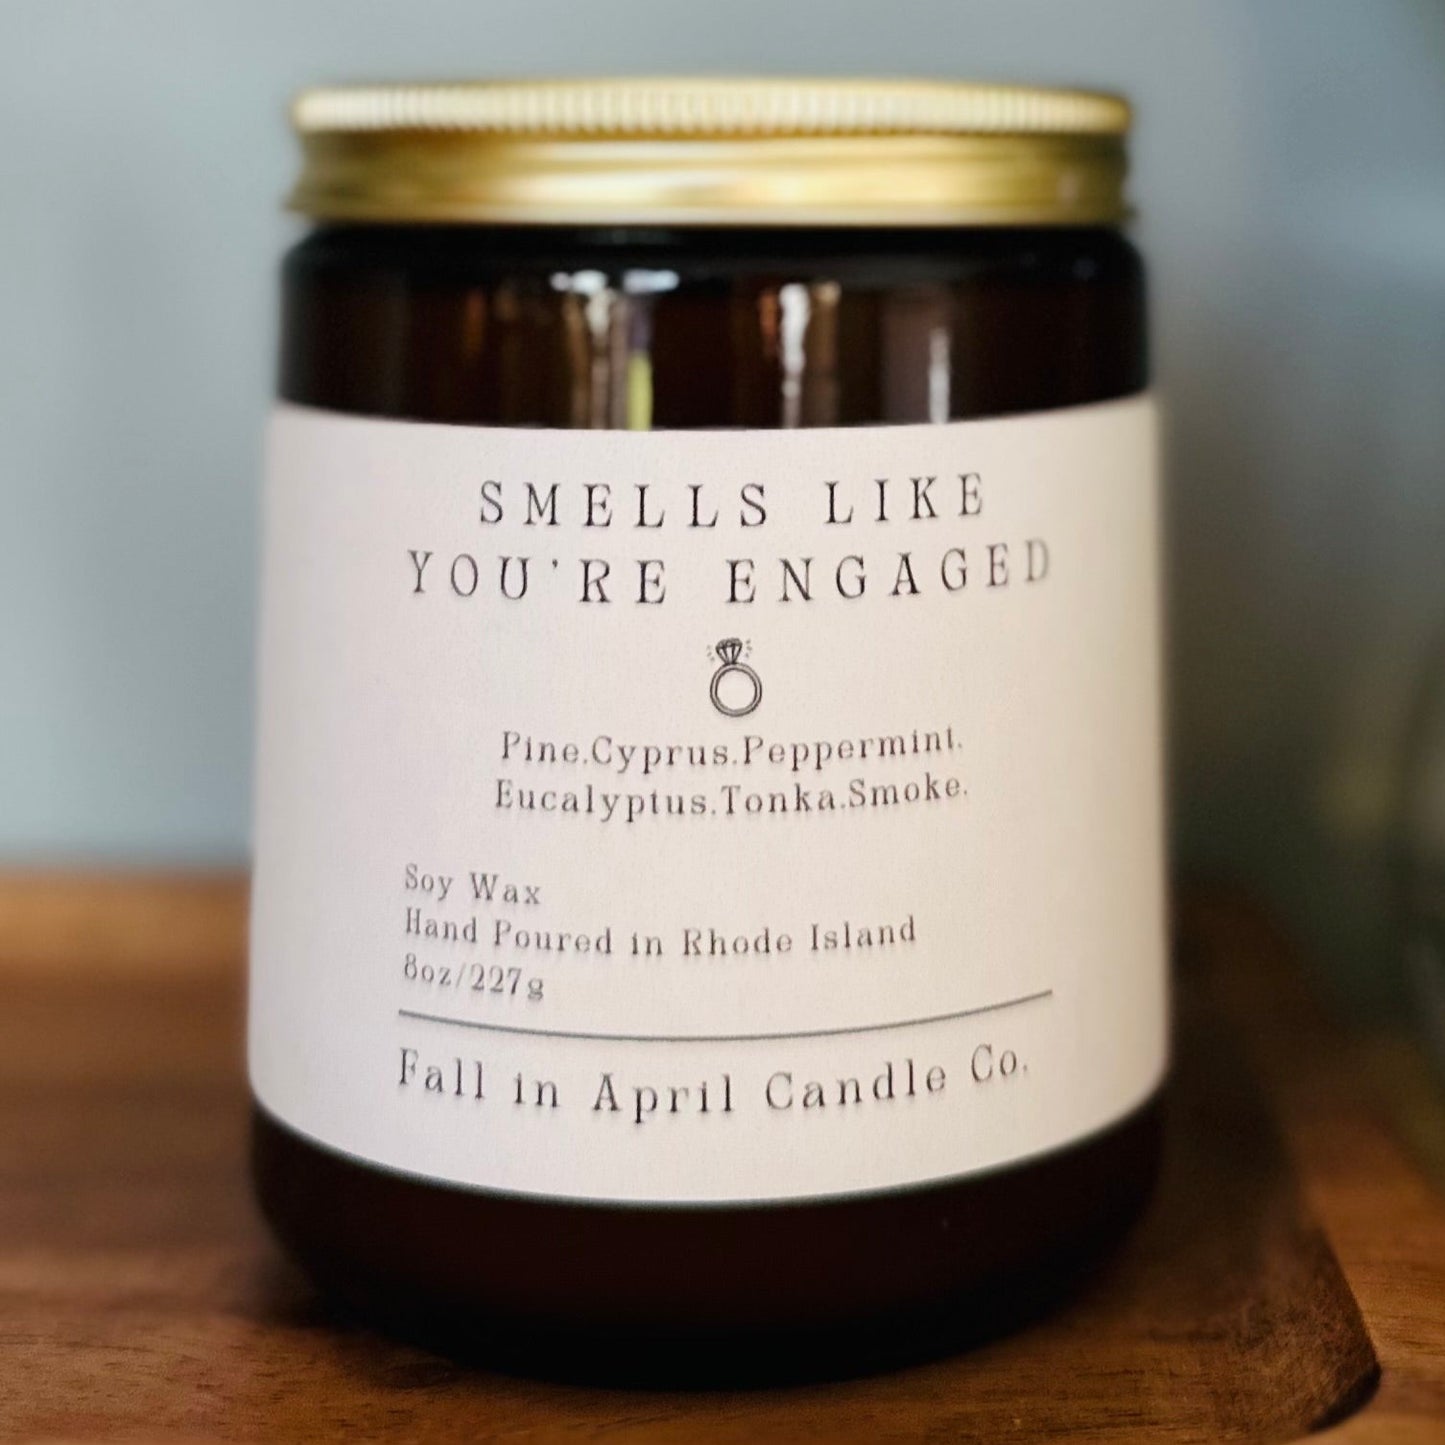 SMELLS LIKE
YOU'RE ENGAGED
Pine.Cyprus.Peppermint.
Eucalyptus.Tonka.Smoke.
Soy Wax
Hand Poured in Rhode Island
8oz/227g
Fall in April Candle Co.